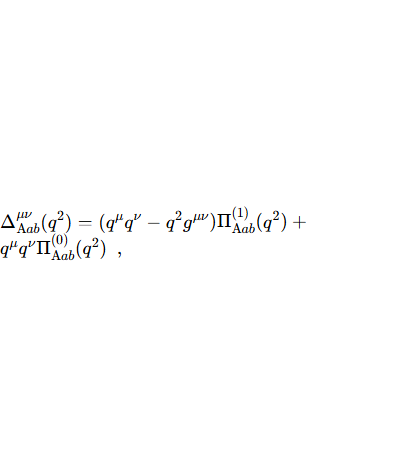 Δ^{μν}_{Aab}(q^2) = (q^μ q^ν − q^2 g^{μν})Π^{(1)}_{Aab}(q^2) +
q^μ q^ν Π^{(0)}_{Aab}(q^2) ,